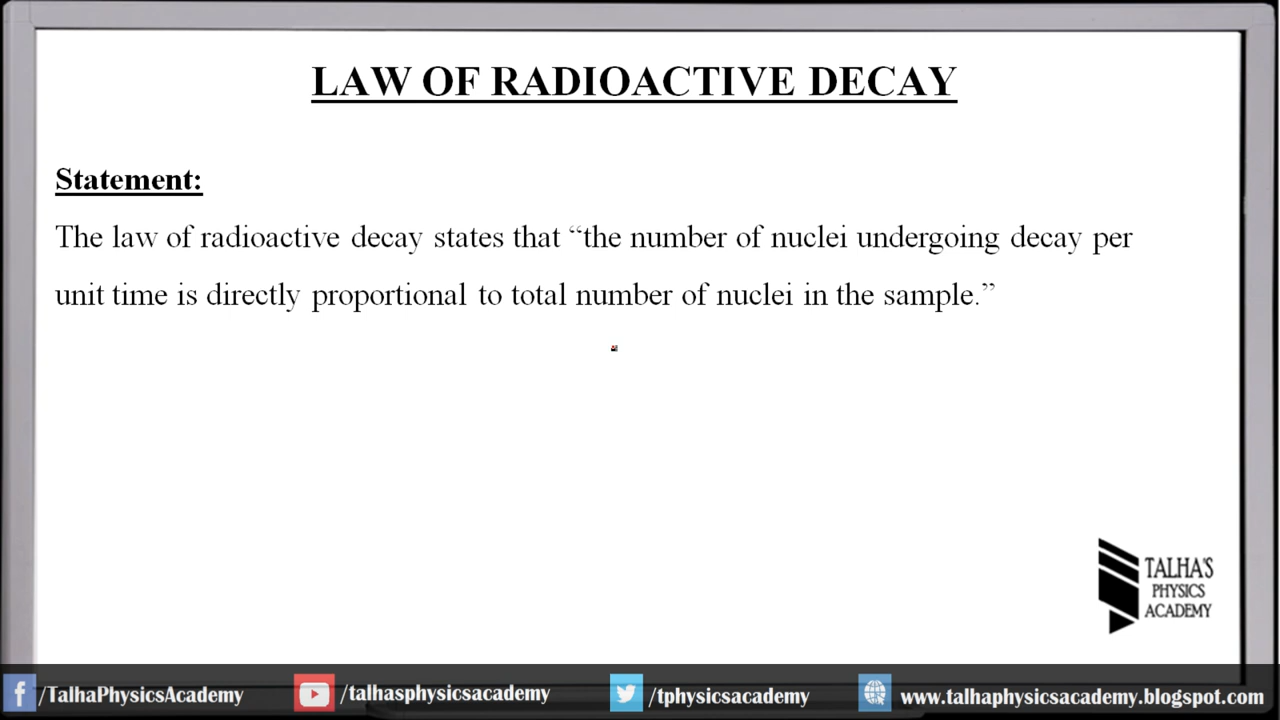 LAW OF RADIOACTIVE DECAY
Statement:
The law of radioactive decay states that “the number of nuclei undergoing decay per
unit time is directly proportional to total number of nuclei in the sample.”
TALHA'S
PHYSICS
ACADEMY
/TalhaPhysicsAcademy
/talhasphysicsacademy
/tphysicsacademy
www.talhaphysicsacademy.blogspot.com